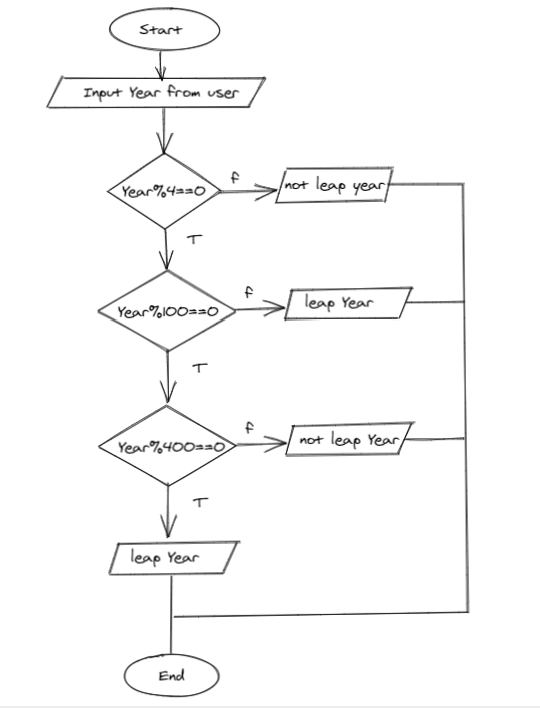 Start
Input Year from user
Year%4==0
f
not leap year
T
Year%100==0
f
leap Year
T
Year%400==0
f
not leap Year
T
leap Year
End